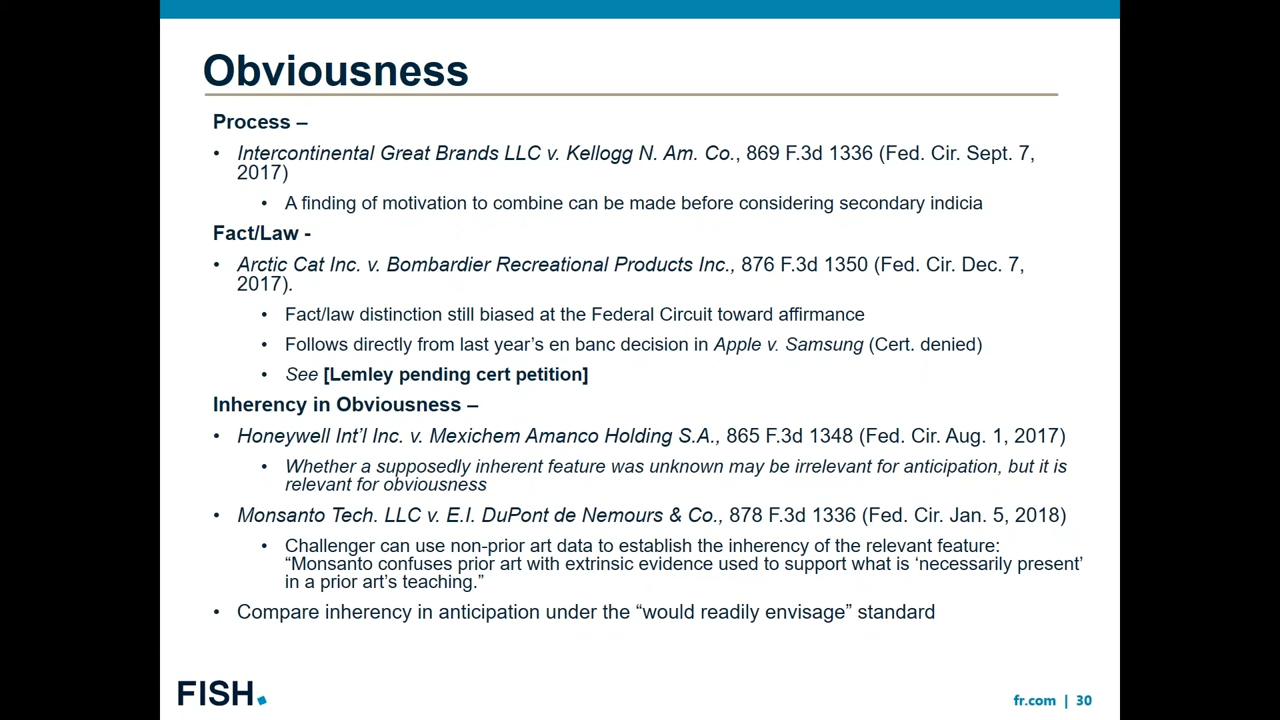 Obviousness
Process –
• Intercontinental Great Brands LLC v. Kellogg N. Am. Co., 869 F.3d 1336 (Fed. Cir. Sept. 7,
2017)
• A finding of motivation to combine can be made before considering secondary indicia
Fact/Law -
• Arctic Cat Inc. v. Bombardier Recreational Products Inc., 876 F.3d 1350 (Fed. Cir. Dec. 7,
2017).
• Fact/law distinction still biased at the Federal Circuit toward affirmance
• Follows directly from last year’s en banc decision in Apple v. Samsung (Cert. denied)
• See [Lemley pending cert petition]
Inherency in Obviousness –
• Honeywell Int’l Inc. v. Mexichem Amanco Holding S.A., 865 F.3d 1348 (Fed. Cir. Aug. 1, 2017)
• Whether a supposedly inherent feature was unknown may be irrelevant for anticipation, but it is
relevant for obviousness
• Monsanto Tech. LLC v. E.I. DuPont de Nemours & Co., 878 F.3d 1336 (Fed. Cir. Jan. 5, 2018)
• Challenger can use non-prior art data to establish the inherency of the relevant feature:
“Monsanto confuses prior art with extrinsic evidence used to support what is ‘necessarily present’
in a prior art’s teaching.”
• Compare inherency in anticipation under the “would readily envisage” standard
FISH.
fr.com | 30